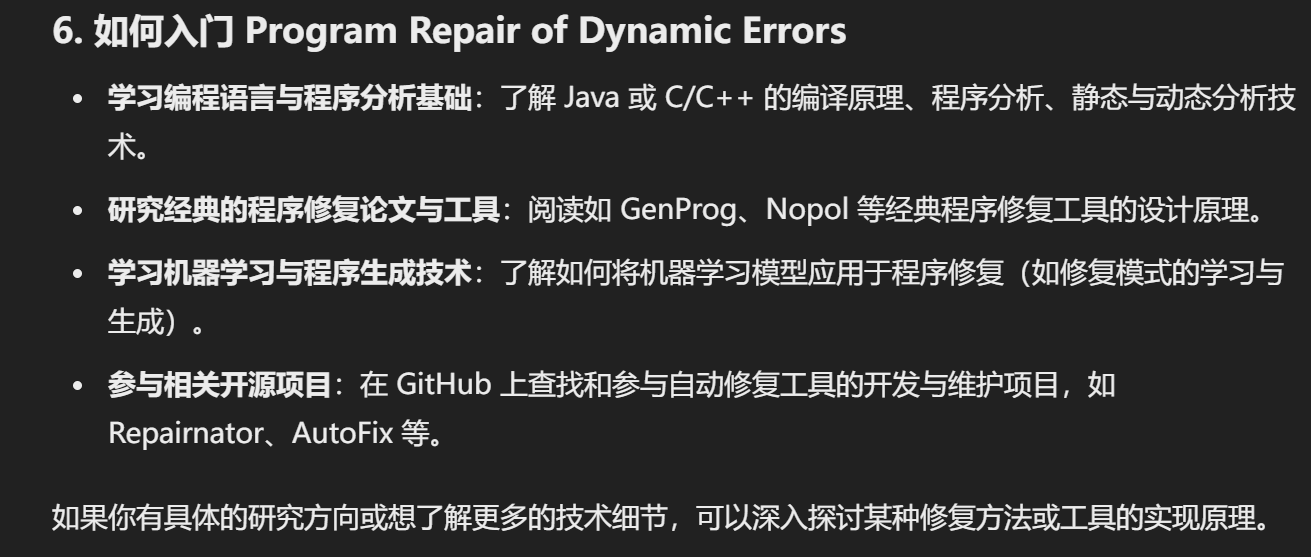 6. 如何入门 Program Repair of Dynamic Errors
• 学习编程语言与程序分析基础：了解 Java 或 C/C++ 的编译原理、程序分析、静态与动态分析技
术。
• 研究经典的程序修复论文与工具：阅读如 GenProg、Nopol 等经典程序修复工具的设计原理。
• 学习机器学习与程序生成技术：了解如何将机器学习模型应用于程序修复（如修复模式的学习与
生成）。
• 参与相关开源项目：在 GitHub 上查找和参与自动修复工具的开发与维护项目，如
Repairnator、AutoFix 等。
如果你有具体的研究方向或想了解更多的技术细节，可以深入探讨某种修复方法或工具的实现原理。